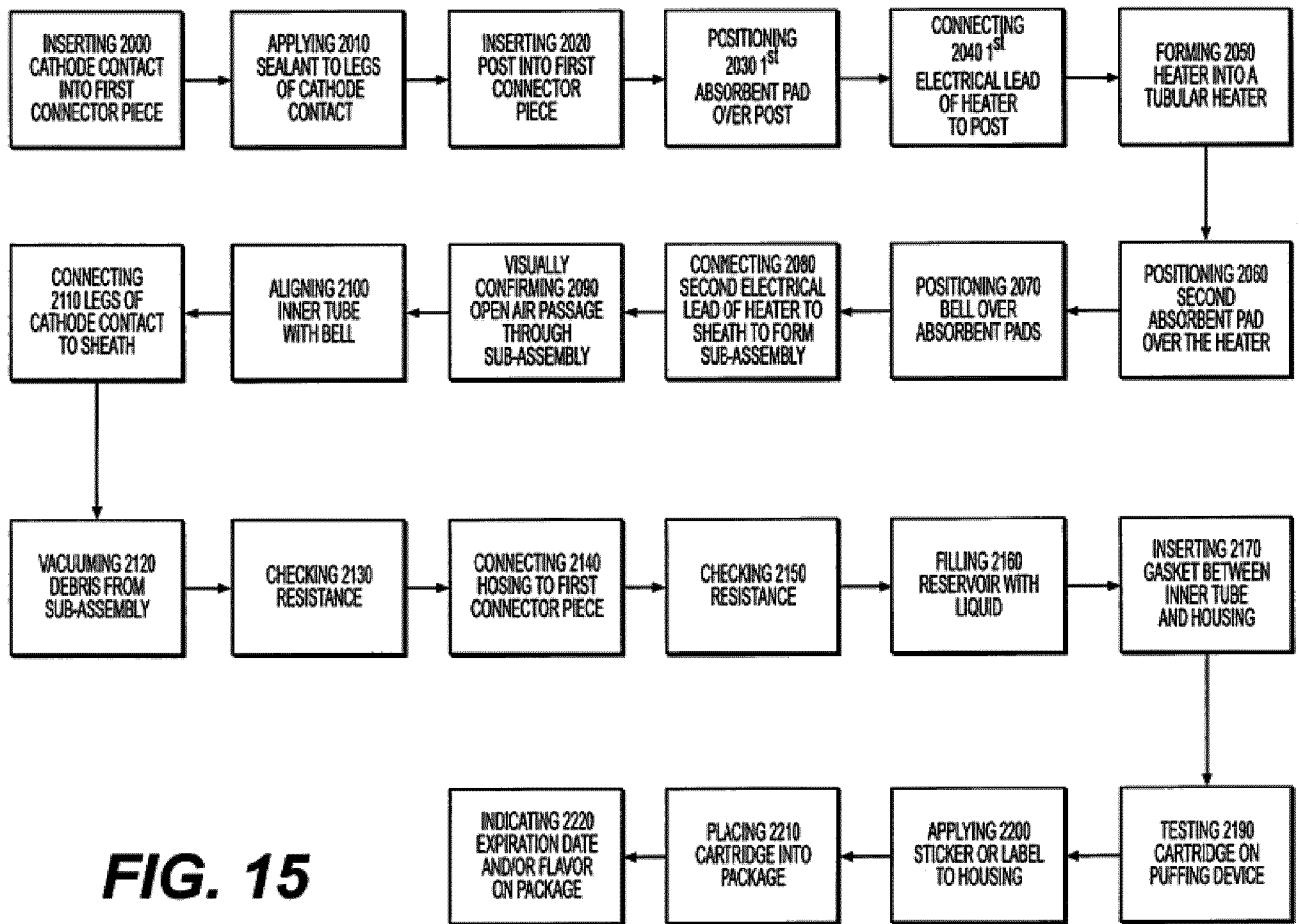 INSERTING 2000
CATHODE CONTACT
INTO FIRST
CONNECTOR PIECE
APPLYING 2010
SEALANT TO LEGS
OF CATHODE
CONTACT
INSERTING 2020
POST INTO FIRST
CONNECTOR
PIECE
POSITIONING
2030 1st
ABSORBENT PAD
OVER POST
CONNECTING
2040 1st
ELECTRICAL LEAD
OF HEATER
TO POST
FORMING 2050
HEATER INTO A
TUBULAR HEATER
POSITIONING 2060
SECOND
ABSORBENT PAD
OVER THE HEATER
POSITIONING 2070
BELL OVER
ABSORBENT PADS
CONNECTING 2080
SECOND ELECTRICAL
LEAD OF HEATER TO
SHEATH TO FORM
SUB-ASSEMBLY
VISUALLY
CONFIRMING 2090
OPEN AIR PASSAGE
THROUGH
SUB-ASSEMBLY
ALIGNING 2100
INNER TUBE
WITH BELL
CONNECTING
2110 LEGS OF
CATHODE CONTACT
TO SHEATH
VACUUMING 2120
DEBRIS FROM
SUB-ASSEMBLY
CHECKING 2130
RESISTANCE
CONNECTING 2140
HOSING TO FIRST
CONNECTOR PIECE
CHECKING 2150
RESISTANCE
FILLING 2160
RESERVOIR WITH
LIQUID
INSERTING 2170
GASKET BETWEEN
INNER TUBE
AND HOUSING
TESTING 2190
CARTRIDGE ON
PUFFING DEVICE
APPLYING 2200
STICKER OR LABEL
TO HOUSING
PLACING 2210
CARTRIDGE INTO
PACKAGE
INDICATING 2220
EXPIRATION DATE
AND/OR FLAVOR
ON PACKAGE
FIG. 15